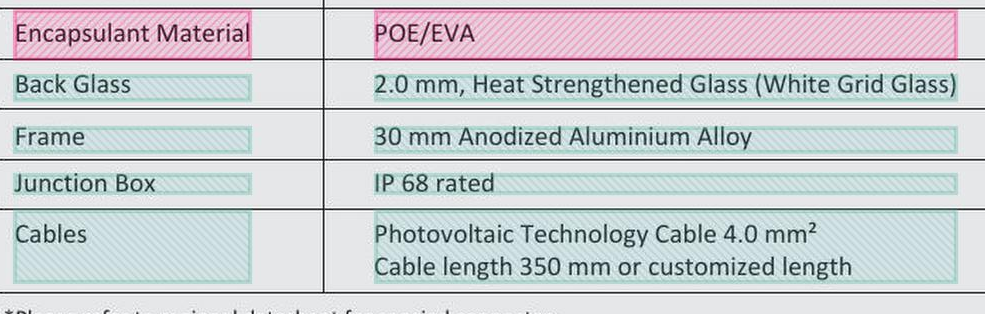 Encapsulant Material POE/EVA
Back Glass 2.0 mm, Heat Strengthened Glass (White Grid Glass)
Frame 30 mm Anodized Aluminium Alloy
Junction Box IP 68 rated
Cables Photovoltaic Technology Cable 4.0 mm²
Cable length 350 mm or customized length